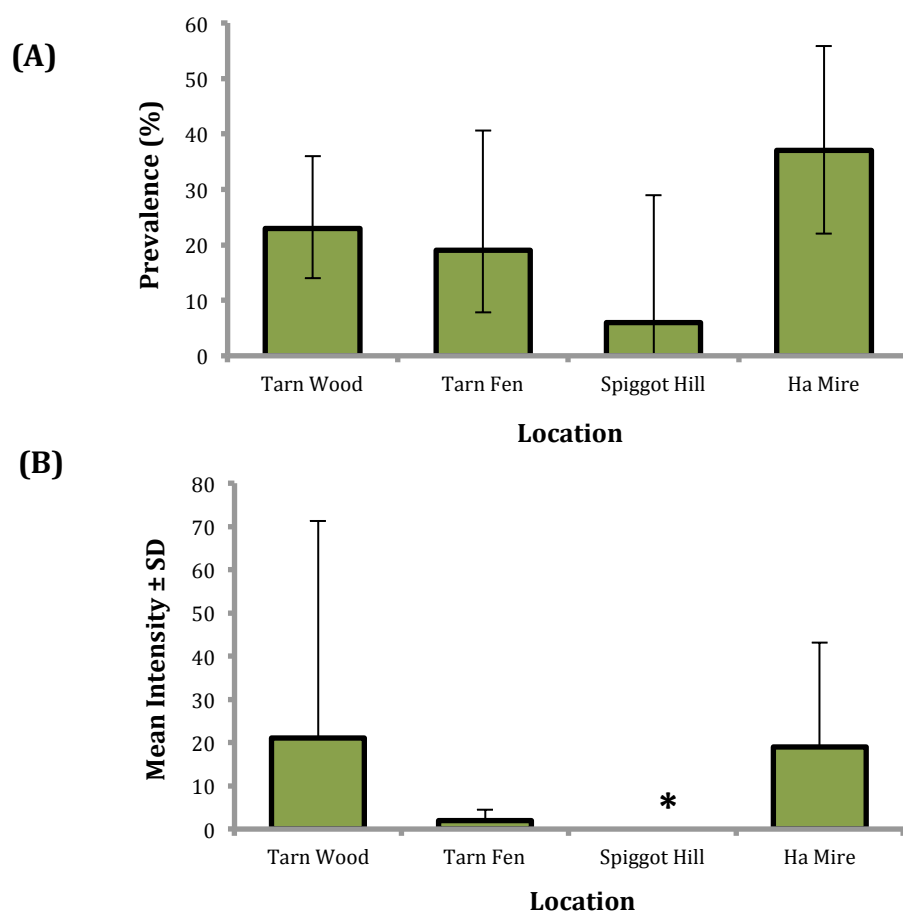 (A)
Prevalence (%)
60
50
40
30
20
10
0
Tarn Wood Tarn Fen Spiggot Hill Ha Mire
Location
(B)
Mean Intensity ± SD
80
70
60
50
40
30
20
10
0
*
Tarn Wood Tarn Fen Spiggot Hill Ha Mire
Location